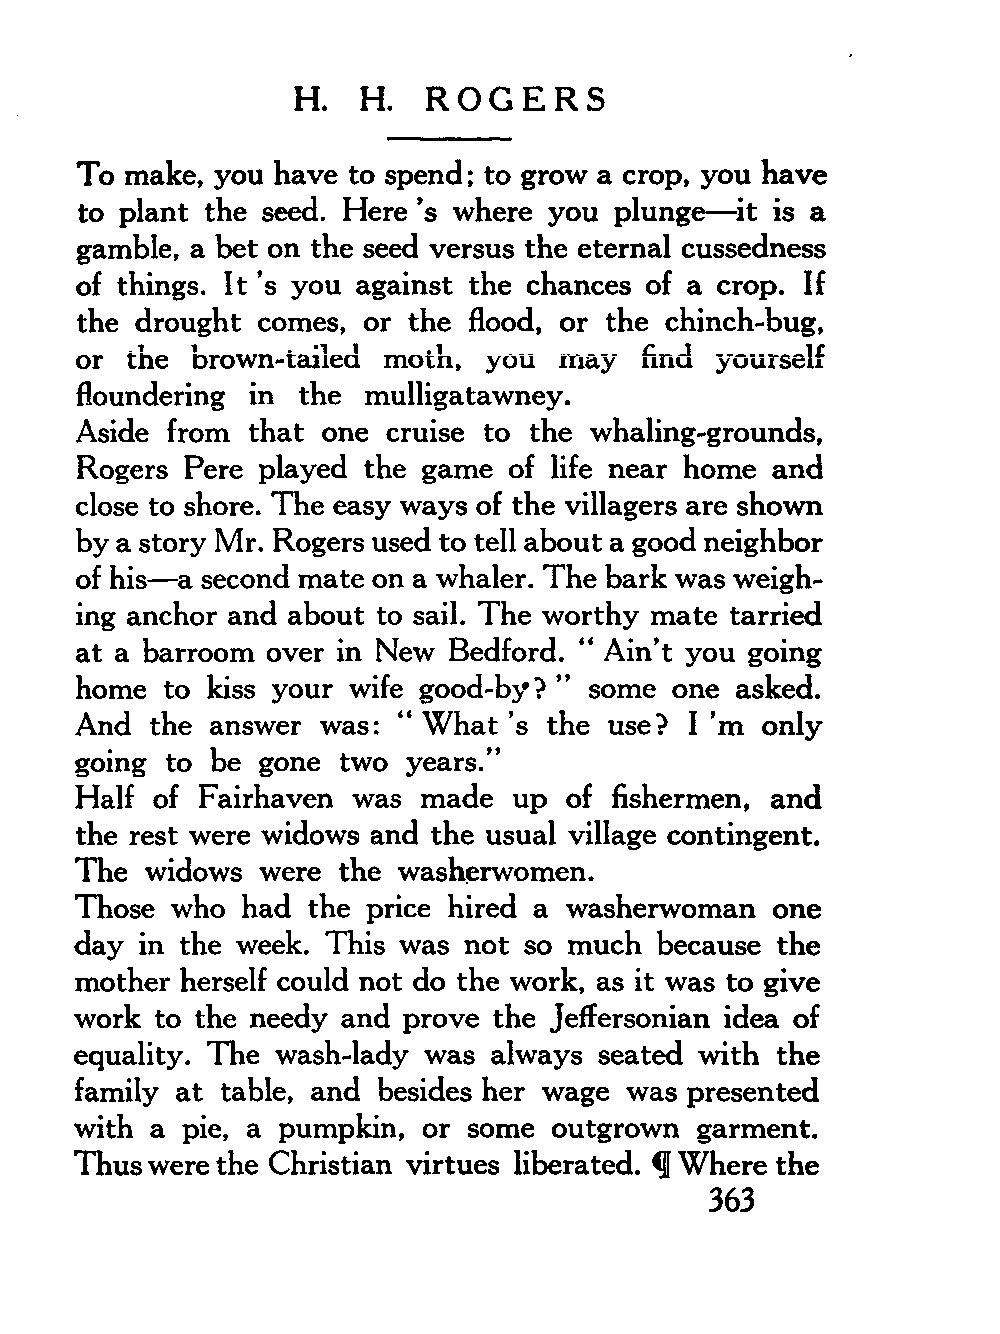 H. H. ROGERS
To make, you have to spend; to grow a crop, you have
to plant the seed. Here 's where you plunge—it is a
gamble, a bet on the seed versus the eternal cussedness
of things. It 's you against the chances of a crop. If
the drought comes, or the flood, or the chinch-bug,
or the brown-tailed moth, you may find yourself
floundering in the mulligatawney.
Aside from that one cruise to the whaling-grounds,
Rogers Pere played the game of life near home and
close to shore. The easy ways of the villagers are shown
by a story Mr. Rogers used to tell about a good neighbor
of his—a second mate on a whaler. The bark was weigh-
ing anchor and about to sail. The worthy mate tarried
at a barroom over in New Bedford. “ Ain't you going
home to kiss your wife good-by? ” some one asked.
And the answer was: “ What 's the use? I 'm only
going to be gone two years.”
Half of Fairhaven was made up of fishermen, and
the rest were widows and the usual village contingent.
The widows were the washerwomen.
Those who had the price hired a washerwoman one
day in the week. This was not so much because the
mother herself could not do the work, as it was to give
work to the needy and prove the Jeffersonian idea of
equality. The wash-lady was always seated with the
family at table, and besides her wage was presented
with a pie, a pumpkin, or some outgrown garment.
Thus were the Christian virtues liberated. ¶ Where the
363